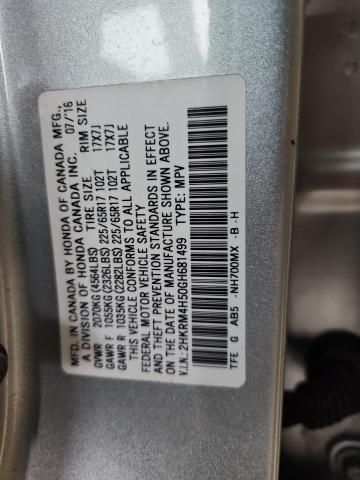 MFD. IN CANADA BY HONDA OF CANADA MFG.,
A DIVISION OF HONDA CANADA INC. 07/'16
TIRE SIZE RIM SIZE
GVWR 2070KG (4564LBS)
GAWR F 1055KG (2326LBS) 225/65R17 102T 17X7J
GAWR R 1035KG (2282LBS) 225/65R17 102T 17X7J
THIS VEHICLE CONFORMS TO ALL APPLICABLE
FEDERAL MOTOR VEHICLE SAFETY
AND THEFT PREVENTION STANDARDS IN EFFECT
ON THE DATE OF MANUFACTURE SHOWN ABOVE.
V.I.N.: 2HKRM4H50GH681499 TYPE: MPV
TFE G AB5 -NH700MX -B -H